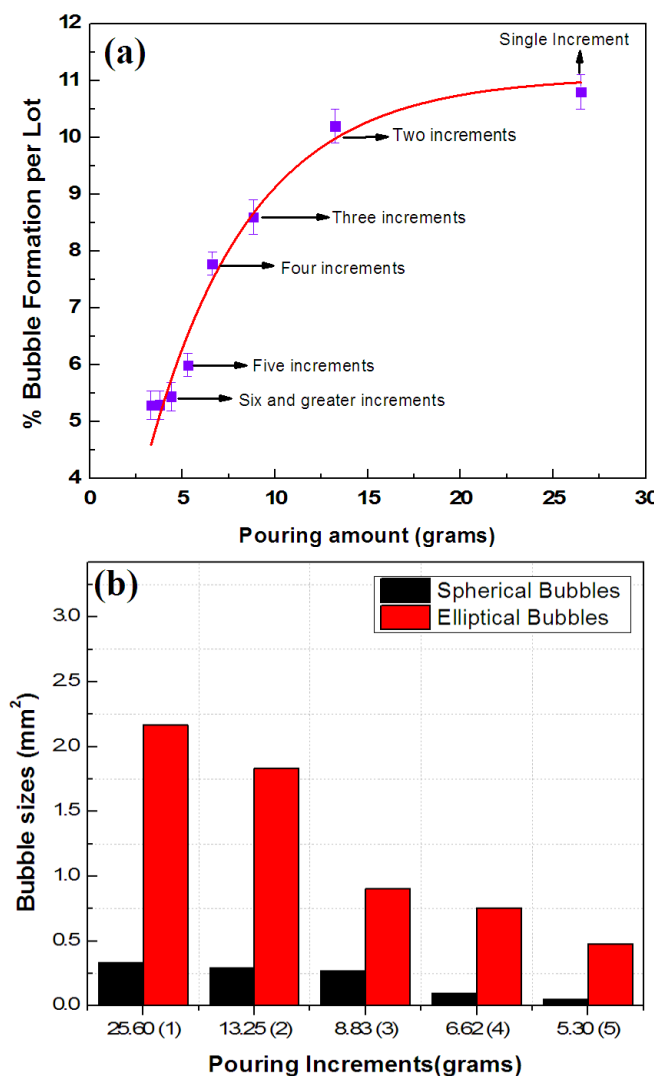 (a)
% Bubble Formation per Lot
12
11
10
9
8
7
6
5
4
Single Increment
Two increments
Three increments
Four increments
Five increments
Six and greater increments
0 5 10 15 20 25 30
Pouring amount (grams)
(b)
Spherical Bubbles
Elliptical Bubbles
Bubble sizes (mm²)
3.0
2.5
2.0
1.5
1.0
0.5
0.0
25.60 (1) 13.25 (2) 8.83 (3) 6.62 (4) 5.30 (5)
Pouring Increments(grams)